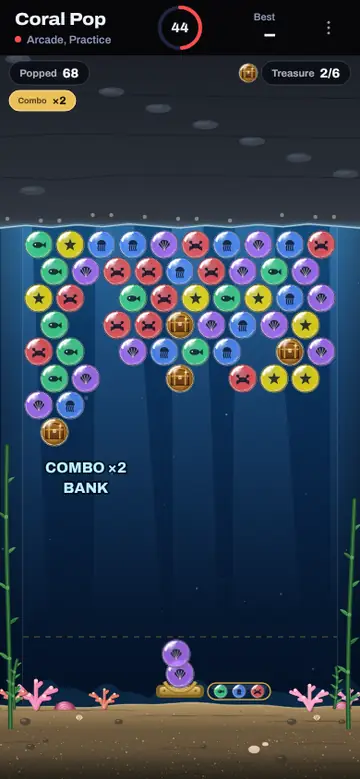 Coral Pop
Arcade, Practice
44
Best
–
Popped 68
Treasure 2/6
Combo ×2
COMBO ×2
BANK